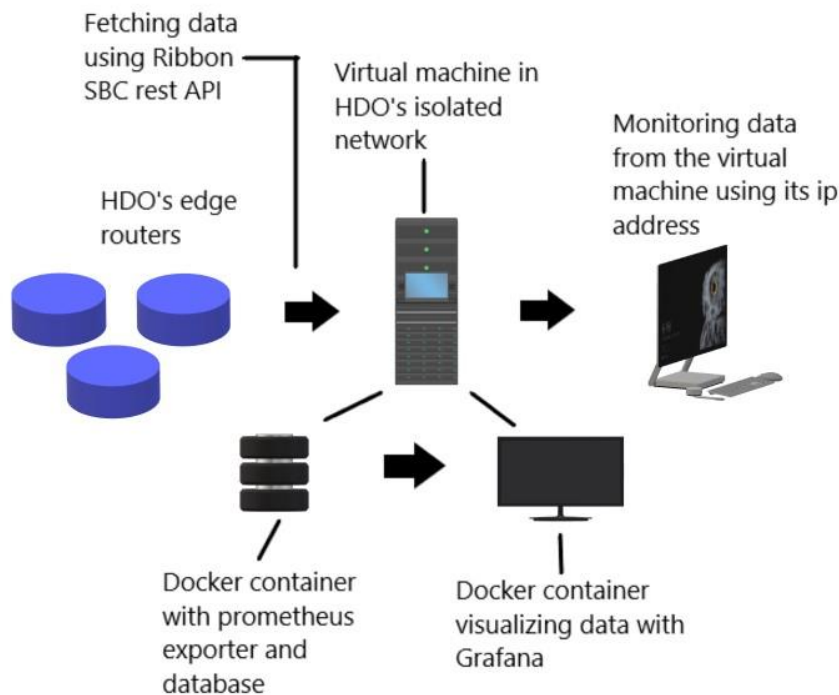 Fetching data
using Ribbon
SBC rest API
Virtual machine in
HDO's isolated
network
Monitoring data
from the virtual
machine using its ip
address
HDO's edge
routers
Docker container
with prometheus
exporter and
database
Docker container
visualizing data with
Grafana